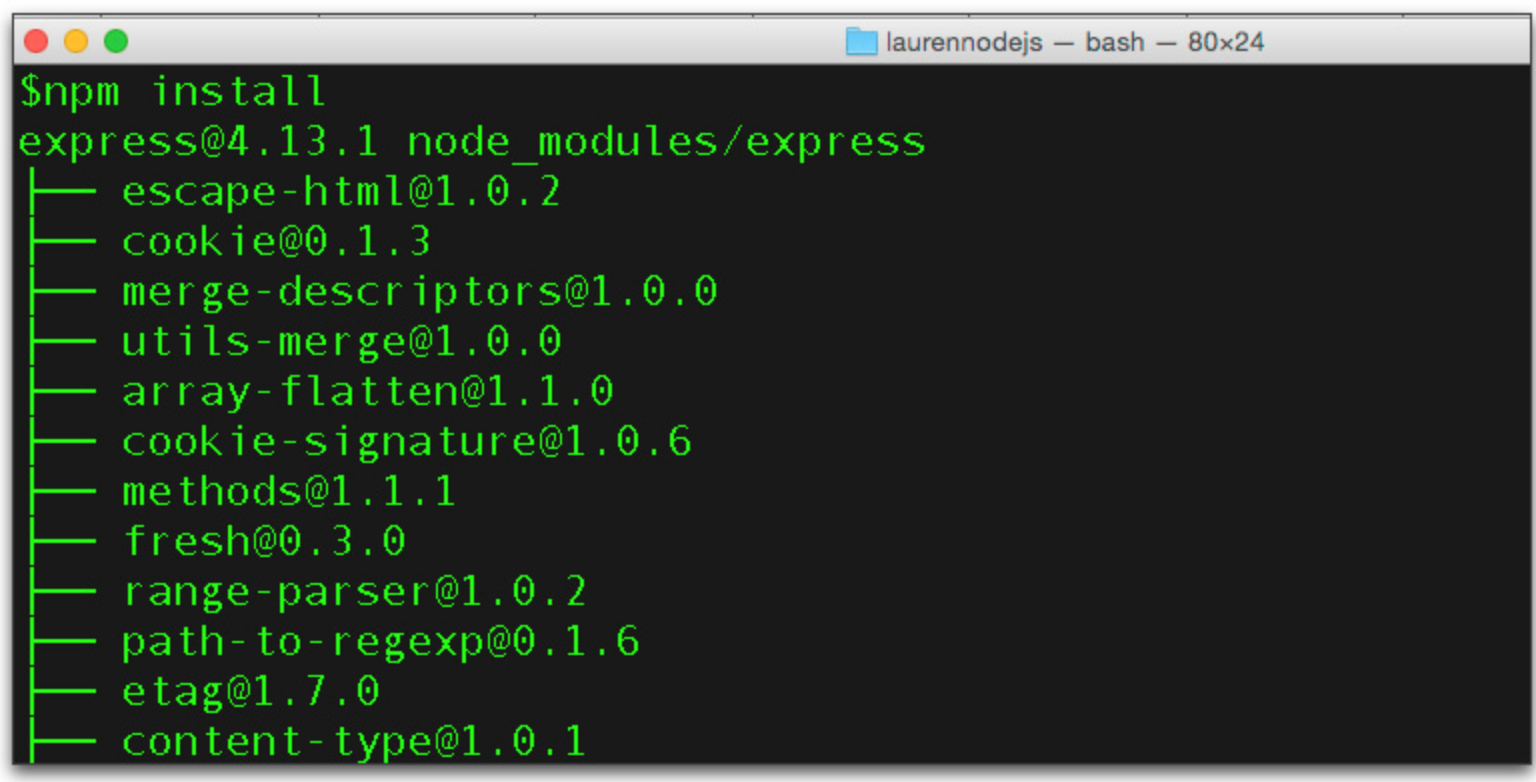 laurennodejs — bash — 80×24
$npm install
express@4.13.1 node_modules/express
├── escape-html@1.0.2
├── cookie@0.1.3
├── merge-descriptors@1.0.0
├── utils-merge@1.0.0
├── array-flatten@1.1.0
├── cookie-signature@1.0.6
├── methods@1.1.1
├── fresh@0.3.0
├── range-parser@1.0.2
├── path-to-regexp@0.1.6
├── etag@1.7.0
├── content-type@1.0.1